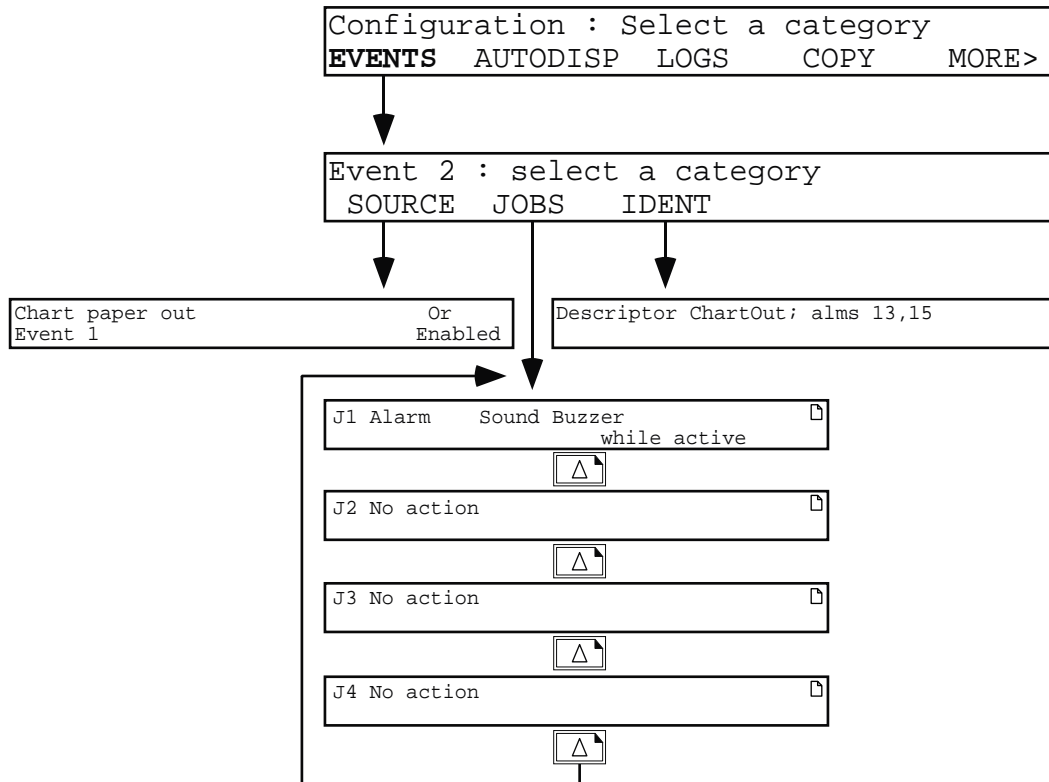 Configuration : Select a category
EVENTS AUTODISP LOGS COPY MORE>
Event 2 : select a category
SOURCE JOBS IDENT
Chart paper out Or
Event 1 Enabled
Descriptor ChartOut; alms 13,15
J1 Alarm Sound Buzzer
while active
J2 No action
J3 No action
J4 No action